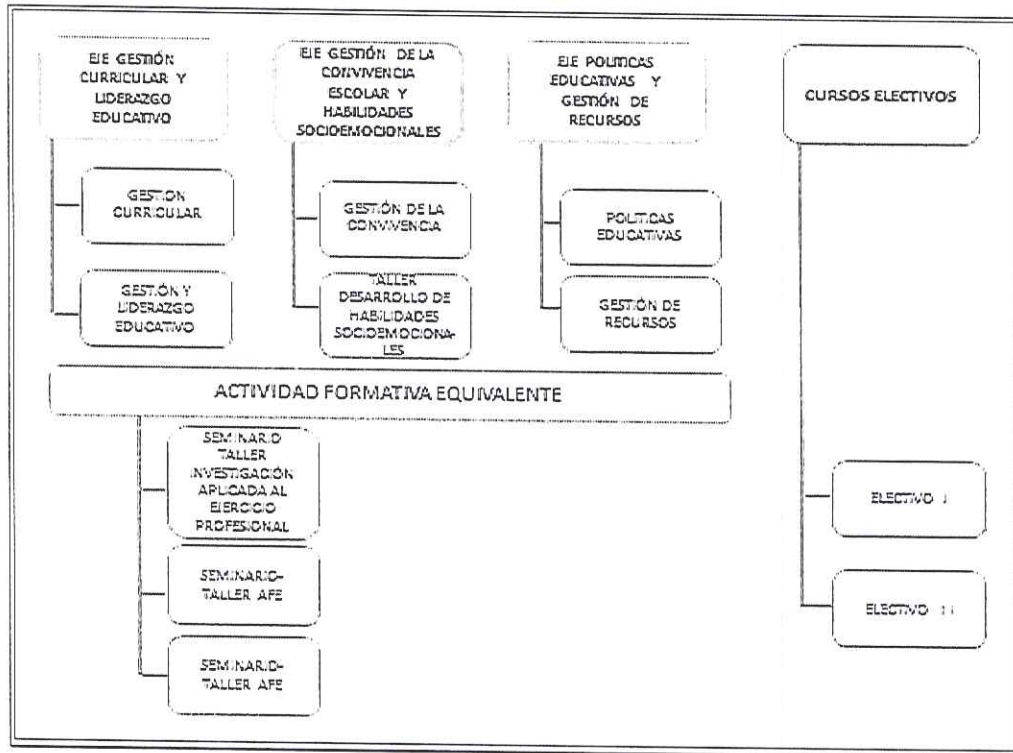 EJE GESTIÓN
CURRICULAR Y
LIDERAZGO
EDUCATIVO
GESTION
CURRICULAR
GESTIÓN Y
LIDERAZGO
EDUCATIVO
EJE GESTIÓN DE LA
CONVIVENCIA
ESCOLAR Y
HABILIDADES
SOCIOEMOCIONALES
GESTIÓN DE LA
CONVIVENCIA
TALLER
DESARROLLO DE
HABILIDADES
SOCIOEMOCIONA-
LES
EJE POLITICAS
EDUCATIVAS Y
GESTIÓN DE
RECURSOS
POLITICAS
EDUCATIVAS
GESTIÓN DE
RECURSOS
CURSOS ELECTIVOS
ELECTIVO I
ELECTIVO II
ACTIVIDAD FORMATIVA EQUIVALENTE
SEMINARIO
TALLER
INVESTIGACIÓN
APLICADA AL
EJERCICIO
PROFESIONAL
SEMINARIO-
TALLER AFE
SEMINARIO-
TALLER AFE